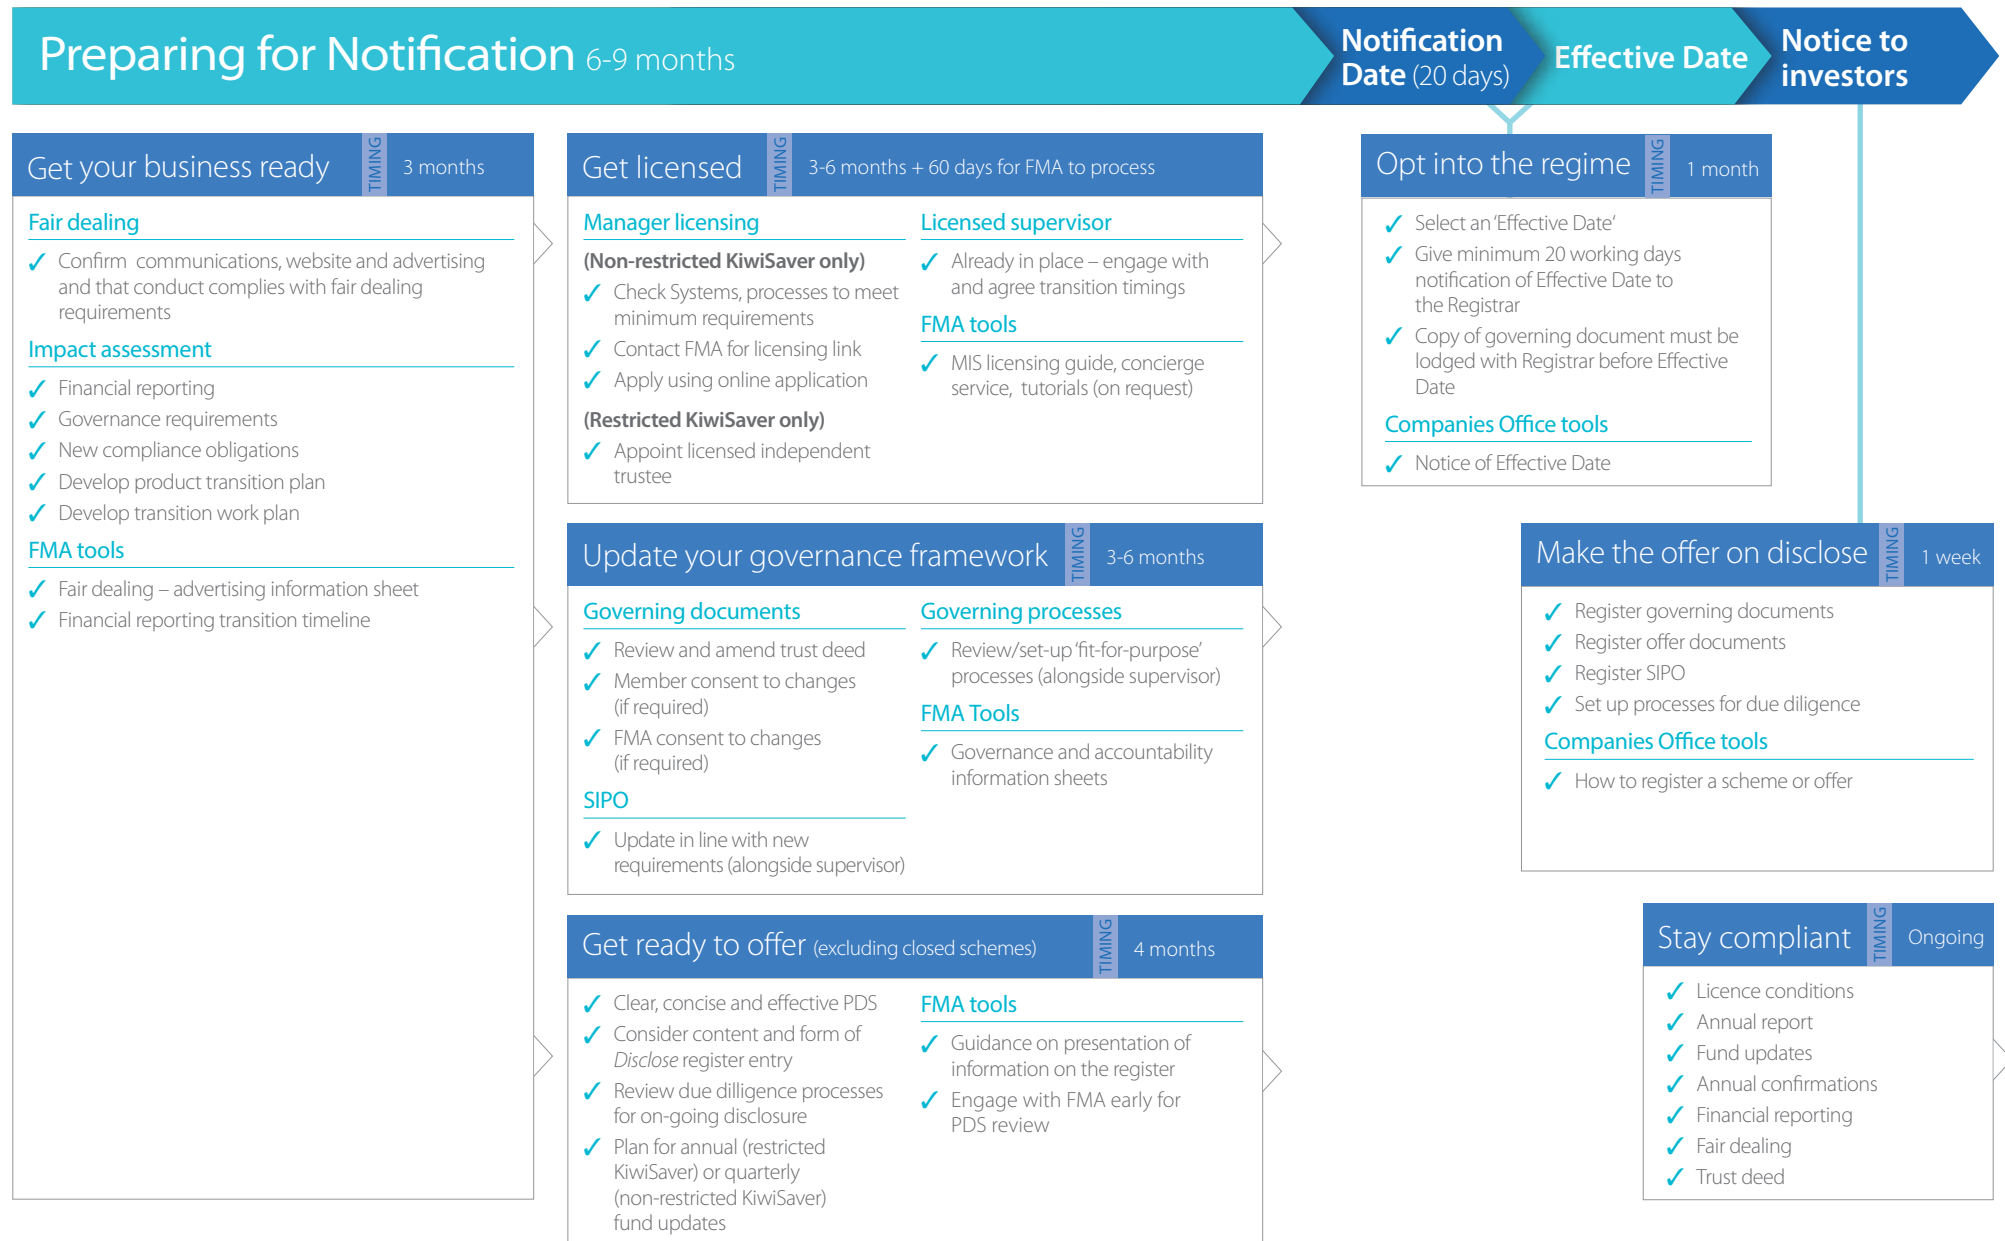 Preparing for Notification 6-9 months
Notification
Date (20 days)
Effective Date
Notice to
investors
Get your business ready
TIMING
3 months
Fair dealing
Confirm communications, website and advertising
and that conduct complies with fair dealing
requirements
Impact assessment
Financial reporting
Governance requirements
New compliance obligations
Develop product transition plan
Develop transition work plan
FMA tools
Fair dealing – advertising information sheet
Financial reporting transition timeline
Get licensed
TIMING
3-6 months + 60 days for FMA to process
Manager licensing
(Non-restricted KiwiSaver only)
Check Systems, processes to meet
minimum requirements
Contact FMA for licensing link
Apply using online application
(Restricted KiwiSaver only)
Appoint licensed independent
trustee
Licensed supervisor
Already in place – engage with
and agree transition timings
FMA tools
MIS licensing guide, concierge
service, tutorials (on request)
Update your governance framework
TIMING
3-6 months
Governing documents
Review and amend trust deed
Member consent to changes
(if required)
FMA consent to changes
(if required)
SIPO
Update in line with new
requirements (alongside supervisor)
Governing processes
Review/set-up ‘fit-for-purpose’
processes (alongside supervisor)
FMA Tools
Governance and accountability
information sheets
Get ready to offer (excluding closed schemes)
TIMING
4 months
Clear, concise and effective PDS
Consider content and form of
Disclose register entry
Review due dilligence processes
for on-going disclosure
Plan for annual (restricted
KiwiSaver) or quarterly
(non-restricted KiwiSaver)
fund updates
FMA tools
Guidance on presentation of
information on the register
Engage with FMA early for
PDS review
Opt into the regime
TIMING
1 month
Select an ‘Effective Date‘
Give minimum 20 working days
notification of Effective Date to
the Registrar
Copy of governing document must be
lodged with Registrar before Effective
Date
Companies Office tools
Notice of Effective Date
Make the offer on disclose
TIMING
1 week
Register governing documents
Register offer documents
Register SIPO
Set up processes for due diligence
Companies Office tools
How to register a scheme or offer
Stay compliant
TIMING
Ongoing
Licence conditions
Annual report
Fund updates
Annual confirmations
Financial reporting
Fair dealing
Trust deed